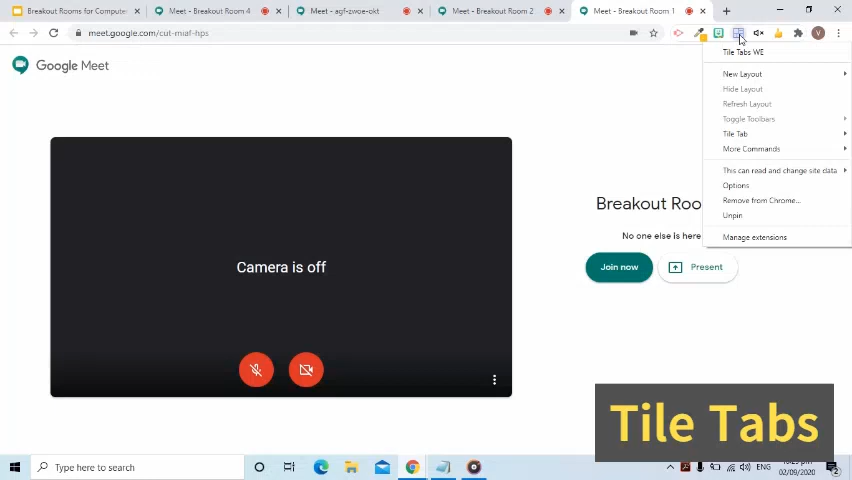 Breakout Rooms for Computer
Meet - Breakout Room 4
Meet - agf-zwoe-okt
Meet - Breakout Room 2
Meet - Breakout Room 1
meet.google.com/cut-miaf-hps
V
Google Meet
Tile Tabs WE
New Layout
Hide Layout
Refresh Layout
Toggle Toolbars
Tile Tab
More Commands
This can read and change site data
Options
Remove from Chrome...
Unpin
Manage extensions
Camera is off
Breakout Roo
No one else is here
Join now
Present
Tile Tabs
Type here to search
ENG
02/09/2020
2